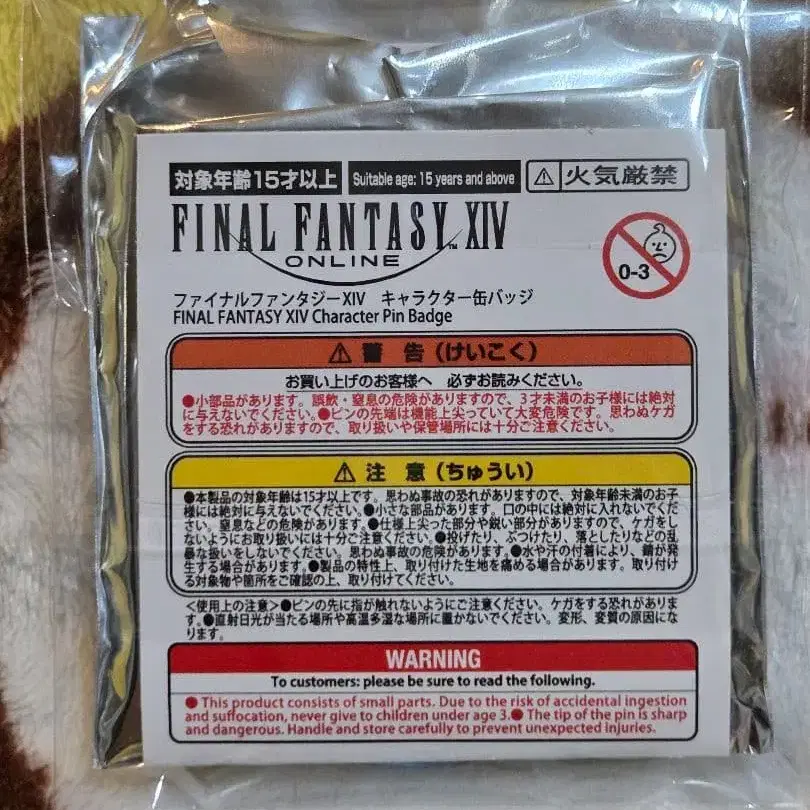 対象年齢15才以上 Suitable age: 15 years and above ⚠火気厳禁
FINAL FANTASY XIV
TM
ONLINE
0-3
ファイナルファンタジーXIV キャラクター缶バッジ
FINAL FANTASY XIV Character Pin Badge
⚠ 警 告 (けいこく)
お買い上げのお客様へ 必ずお読みください。
●小部品があります。誤飲・窒息の危険がありますので、3才未満のお子様には絶対
に与えないでください。●ピンの先端は機能上尖っていて大変危険です。思わぬケガ
をする恐れがありますので、取り扱いや保管場所には十分ご注意ください。
⚠ 注 意 (ちゅうい)
●本製品の対象年齢は15才以上です。思わぬ事故の恐れがありますので、対象年齢未満のお子
様には絶対に与えないでください。●小さな部品があります。口の中には絶対に入れないでくださ
い。窒息などの危険があります。●仕様上尖った部分や鋭い部分がありますので、ケガをし
ないようにお取り扱いには十分ご注意ください。●投げたり、ぶつけたり、落としたりなどの乱
暴な扱いをしないでください。思わぬ事故の危険があります。●水や汗の付着により、錆が発
生する場合があります。●製品の特性上、取り付けた生地を痛める場合があります。取り付け
る対象物や箇所をご確認の上、取り付けてください。
<使用上の注意>●ピンの先に指が触れないようにご注意ください。ケガをする恐れがありま
す。●直射日光が当たる場所や高温多湿な場所に置かないでください。変形、変質の原因にな
ります。
WARNING
To customers: please be sure to read the following.
● This product consists of small parts. Due to the risk of accidental ingestion
and suffocation, never give to children under age 3.● The tip of the pin is sharp
and dangerous. Handle and store carefully to prevent unexpected injuries.